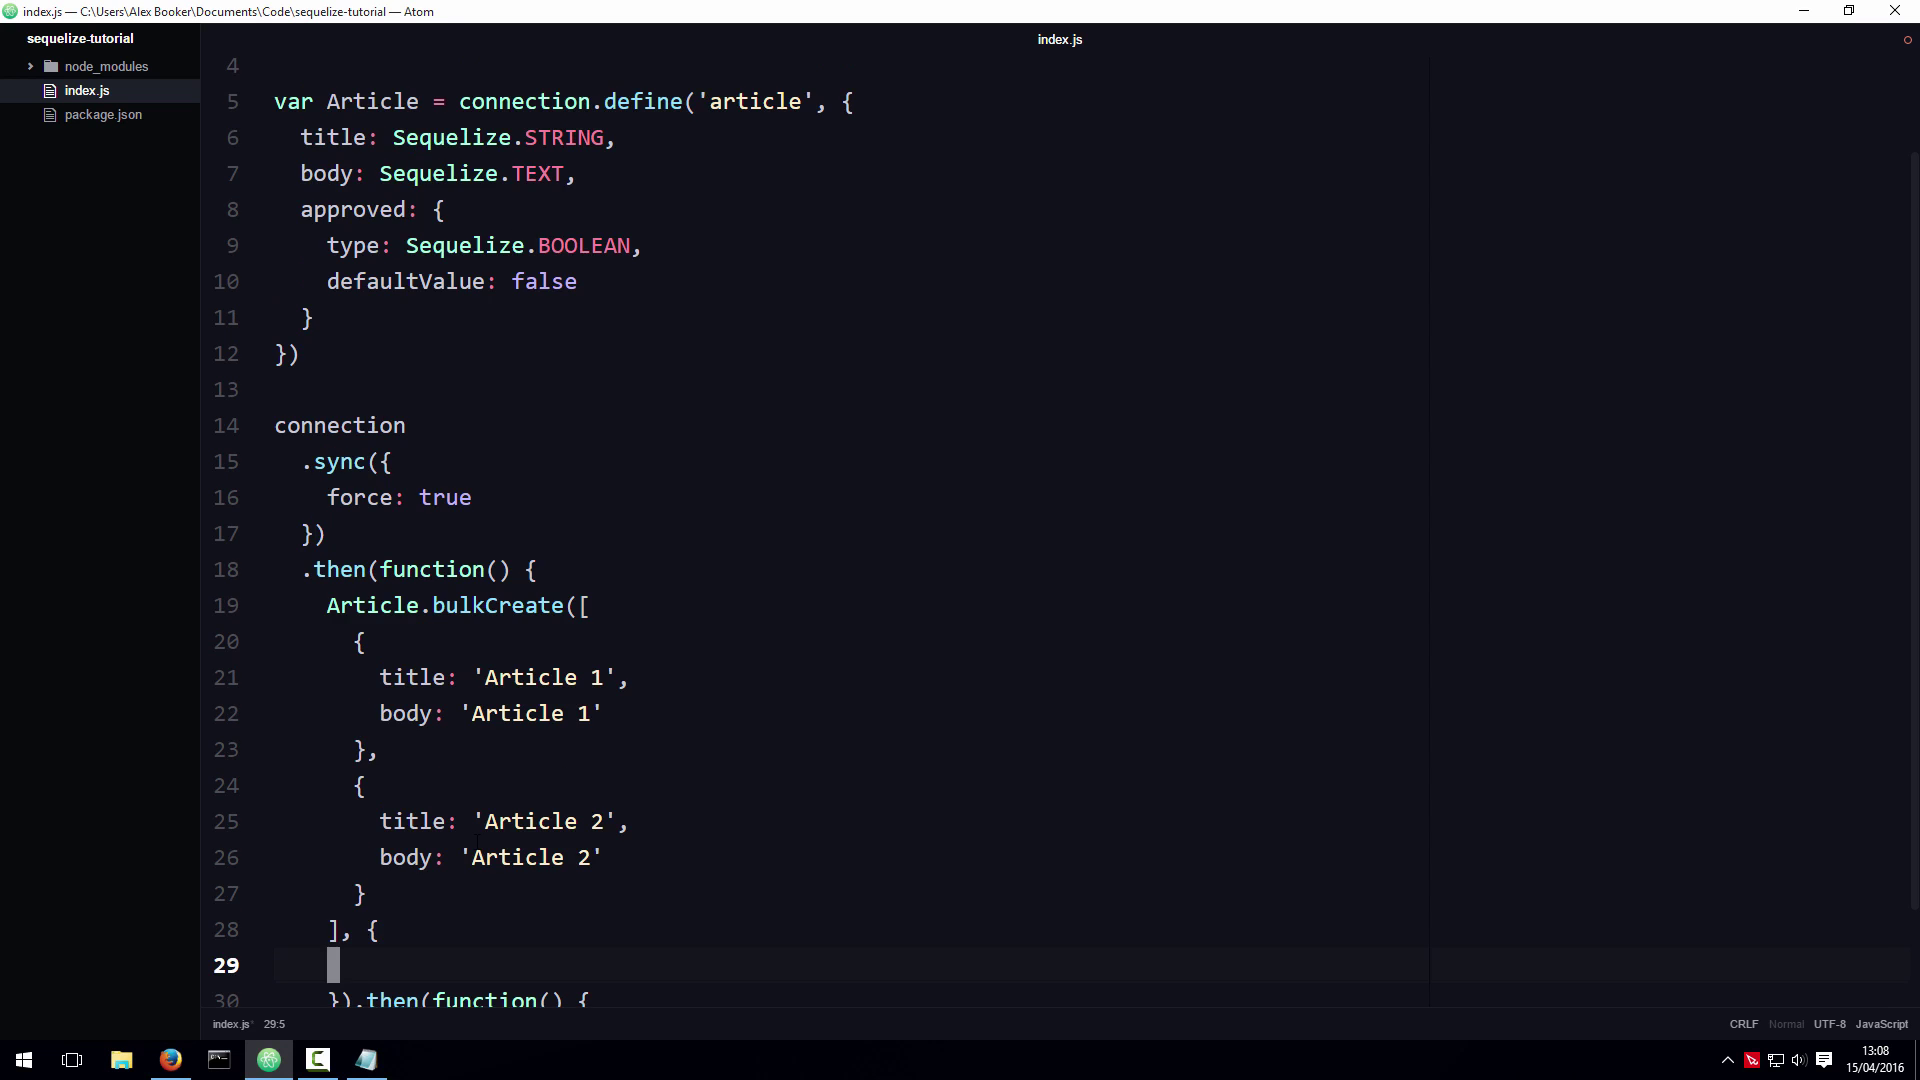 index.js — C:\Users\Alex Booker\Documents\Code\sequelize-tutorial — Atom
sequelize-tutorial
node_modules
index.js
package.json
index.js
4
5 var Article = connection.define('article', {
6 title: Sequelize.STRING,
7 body: Sequelize.TEXT,
8 approved: {
9 type: Sequelize.BOOLEAN,
10 defaultValue: false
11 }
12 })
13
14 connection
15 .sync({
16 force: true
17 })
18 .then(function() {
19 Article.bulkCreate([
20 {
21 title: 'Article 1',
22 body: 'Article 1'
23 },
24 {
25 title: 'Article 2',
26 body: 'Article 2'
27 }
28 ], {
29
30 }).then(function() {
index.js* 29:5
CRLF Normal UTF-8 JavaScript
13:08
15/04/2016